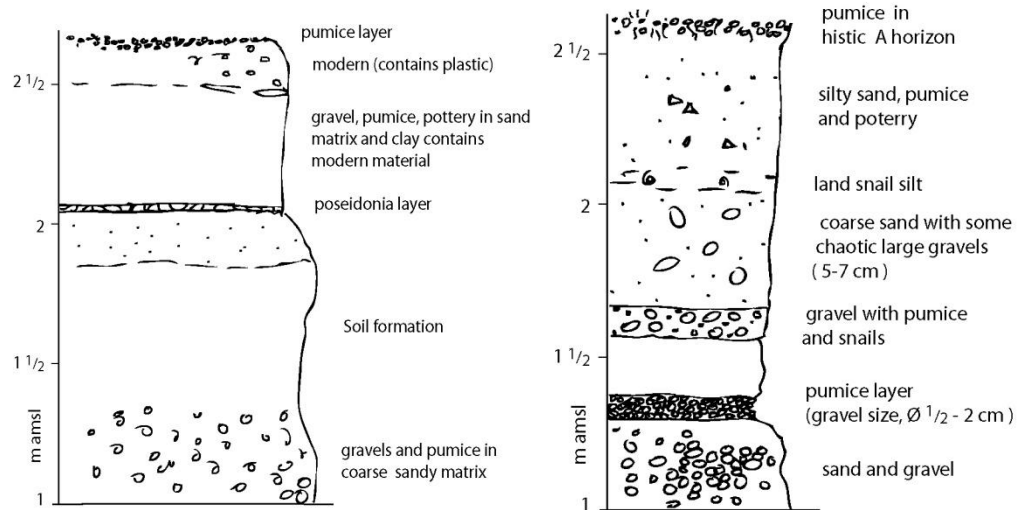 pumice layer
modern (contains plastic)
2 1/2
gravel, pumice, pottery in sand
matrix and clay contains
modern material
poseidonia layer
2
Soil formation
1 1/2
m amsl
gravels and pumice in
coarse sandy matrix
1
pumice in
histic A horizon
2 1/2
silty sand, pumice
and poterry
land snail silt
2
coarse sand with some
chaotic large gravels
( 5-7 cm )
gravel with pumice
and snails
1 1/2
pumice layer
(gravel size, Ø 1/2 - 2 cm )
m amsl
sand and gravel
1